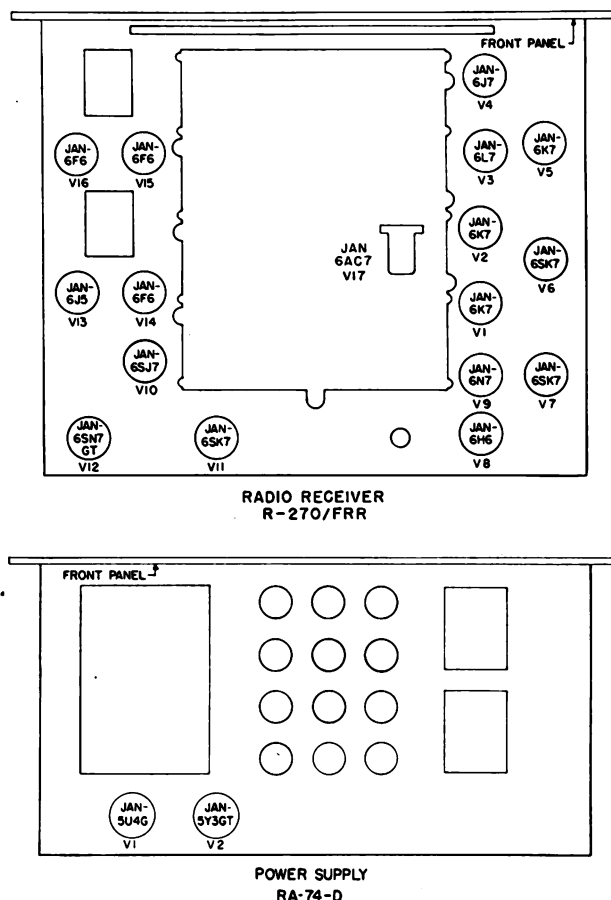 FRONT PANEL
JAN-
6J7
V4
JAN-
6F6
V16
JAN-
6F6
V15
JAN-
6L7
V3
JAN-
6K7
V5
JAN-
6K7
V2
JAN
6AC7
V17
JAN-
6SK7
V6
JAN-
6J5
V13
JAN-
6F6
V14
JAN-
6K7
V1
JAN-
6SJ7
V10
JAN-
6N7
V9
JAN-
6SK7
V7
JAN-
6SN7
GT
V12
JAN-
6SK7
V11
JAN-
6H6
V8
RADIO RECEIVER
R-270/FRR
FRONT PANEL
JAN-
5U4G
V1
JAN-
5Y3GT
V2
POWER SUPPLY
RA-74-D